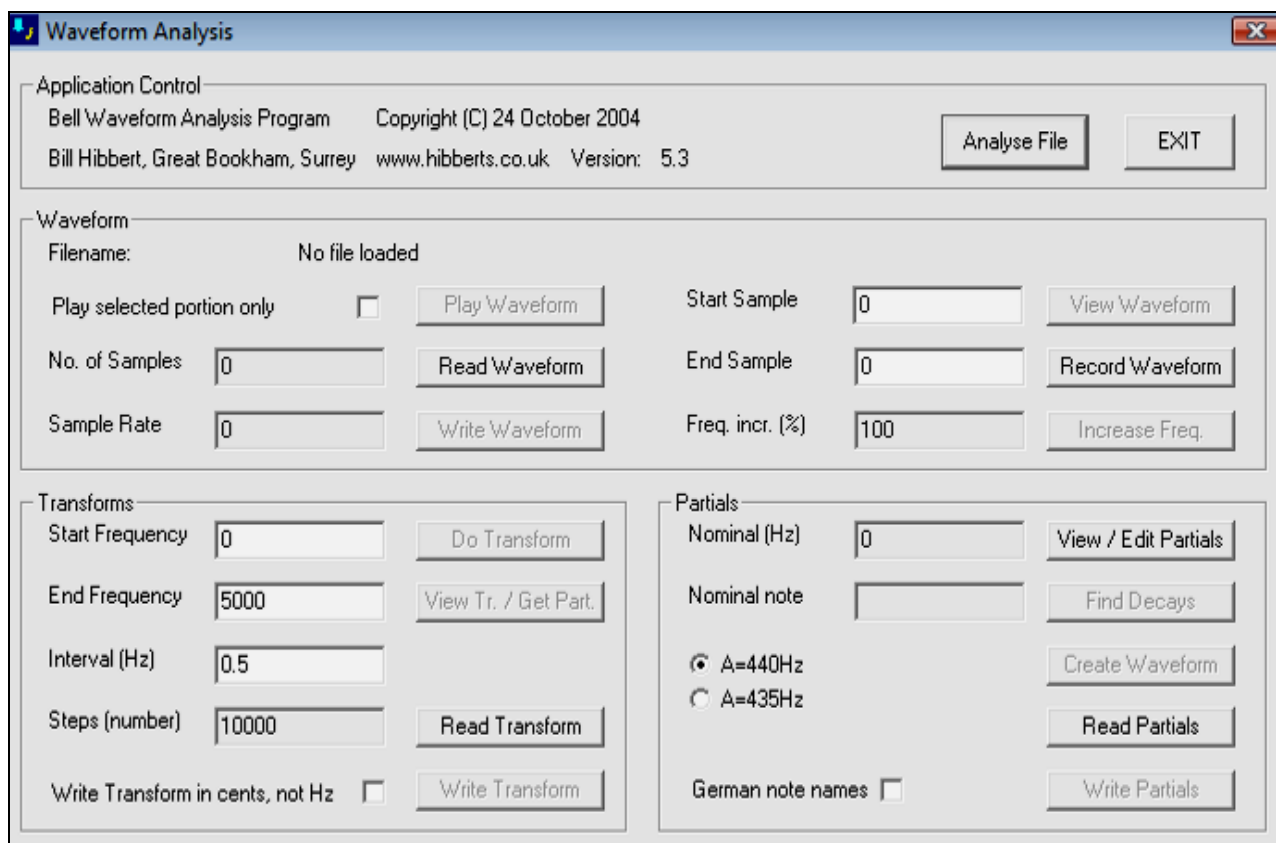 Waveform Analysis
Application Control
Bell Waveform Analysis Program Copyright (C) 24 October 2004
Bill Hibbert, Great Bookham, Surrey www.hibberts.co.uk Version: 5.3
Analyse File EXIT
Waveform
Filename: No file loaded
Play selected portion only Play Waveform Start Sample 0 View Waveform
No. of Samples 0 Read Waveform End Sample 0 Record Waveform
Sample Rate 0 Write Waveform Freq. incr. (%) 100 Increase Freq.
Transforms
Start Frequency 0 Do Transform
End Frequency 5000 View Tr. / Get Part.
Interval (Hz) 0.5
Steps (number) 10000 Read Transform
Write Transform in cents, not Hz Write Transform
Partials
Nominal (Hz) 0 View / Edit Partials
Nominal note Find Decays
A=440Hz Create Waveform
A=435Hz
Read Partials
German note names Write Partials